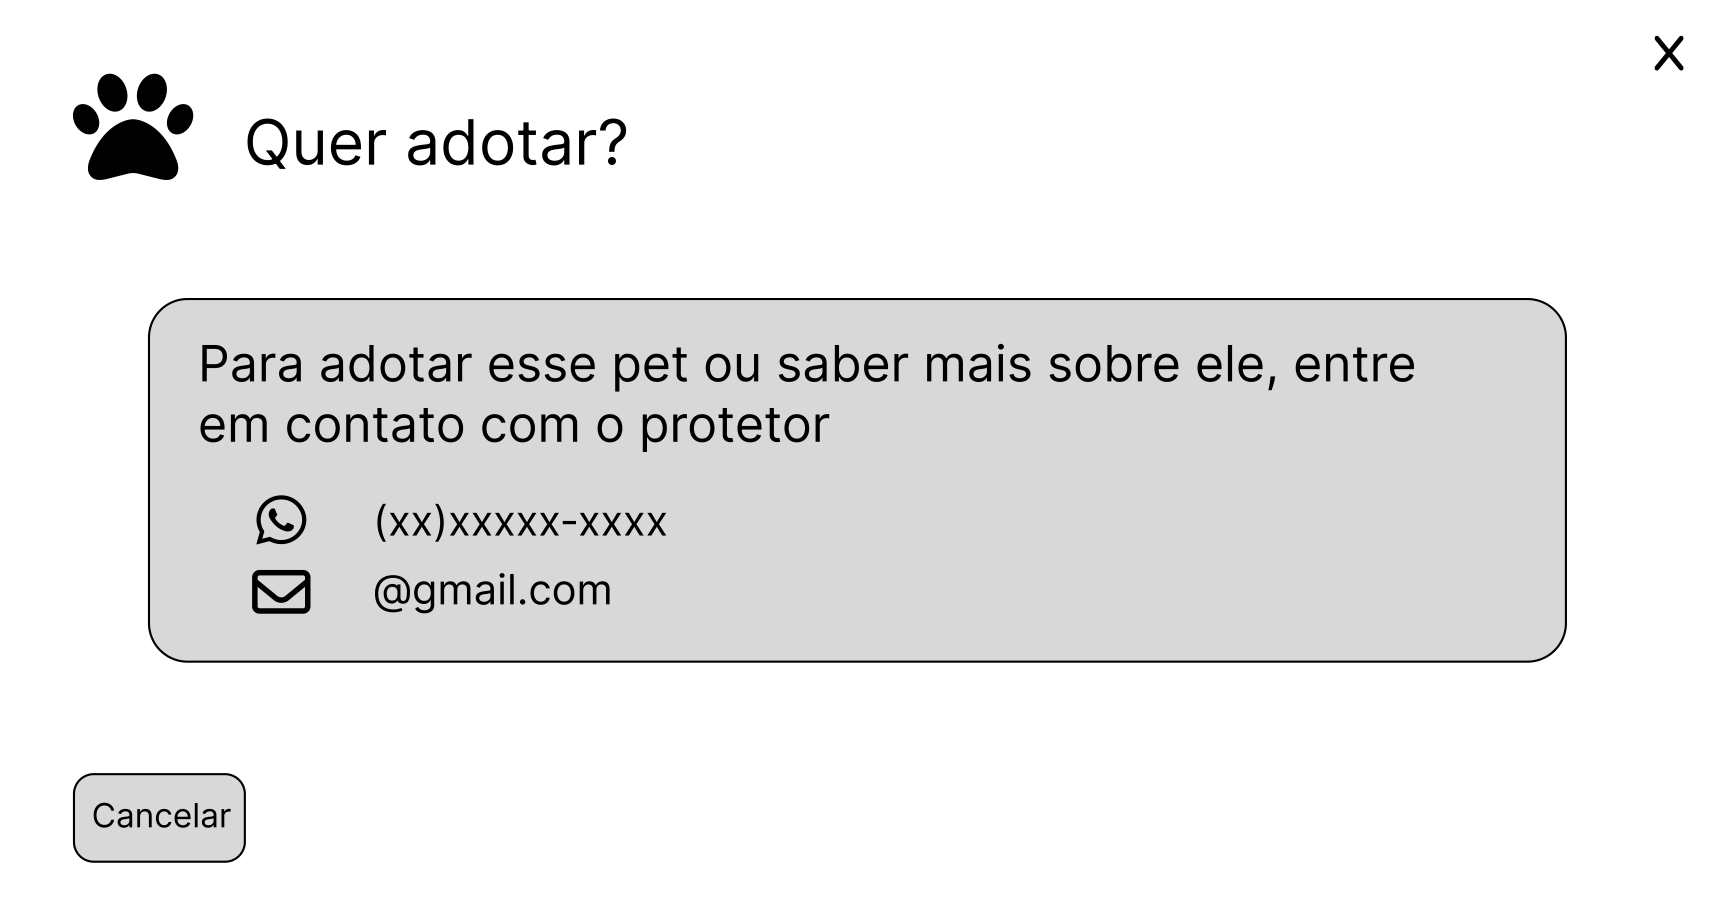 X
Quer adotar?
Para adotar esse pet ou saber mais sobre ele, entre
em contato com o protetor
(xx)xxxxx-xxxx
@gmail.com
Cancelar